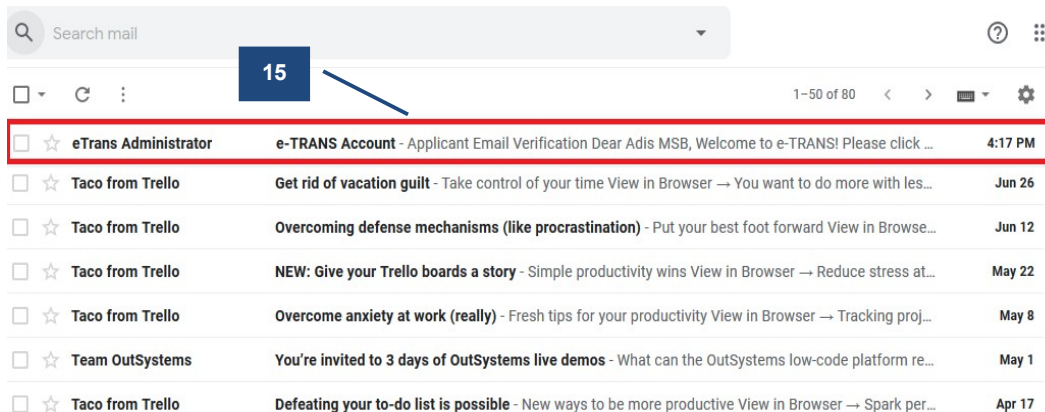 Search mail
15
1–50 of 80
eTrans Administrator e-TRANS Account - Applicant Email Verification Dear Adis MSB, Welcome to e-TRANS! Please click ... 4:17 PM
Taco from Trello Get rid of vacation guilt - Take control of your time View in Browser → You want to do more with les... Jun 26
Taco from Trello Overcoming defense mechanisms (like procrastination) - Put your best foot forward View in Browse... Jun 12
Taco from Trello NEW: Give your Trello boards a story - Simple productivity wins View in Browser → Reduce stress at... May 22
Taco from Trello Overcome anxiety at work (really) - Fresh tips for your productivity View in Browser → Tracking proj... May 8
Team OutSystems You're invited to 3 days of OutSystems live demos - What can the OutSystems low-code platform re... May 1
Taco from Trello Defeating your to-do list is possible - New ways to be more productive View in Browser → Spark per... Apr 17